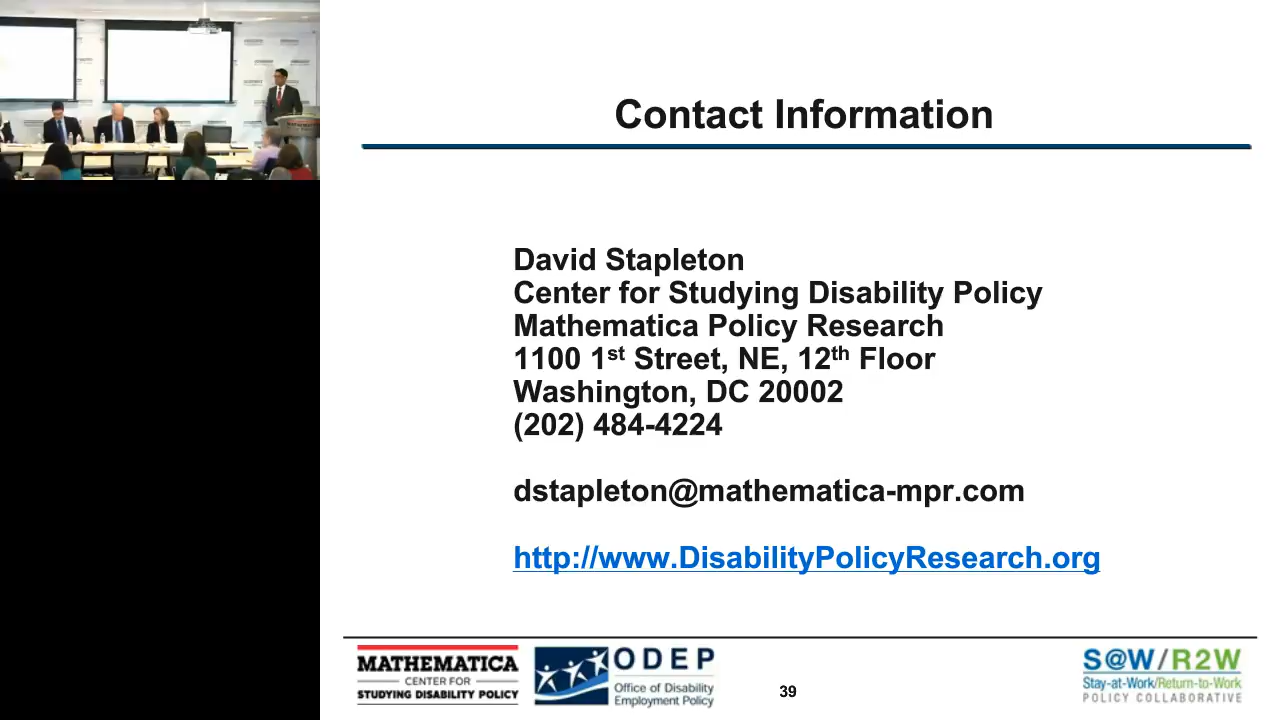 Contact Information
David Stapleton
Center for Studying Disability Policy
Mathematica Policy Research
1100 1st Street, NE, 12th Floor
Washington, DC 20002
(202) 484-4224
dstapleton@mathematica-mpr.com
http://www.DisabilityPolicyResearch.org
MATHEMATICA
CENTER FOR
STUDYING DISABILITY POLICY
ODEP
Office of Disability
Employment Policy
39
S@W/R2W
Stay-at-Work/Return-to-Work
POLICY COLLABORATIVE